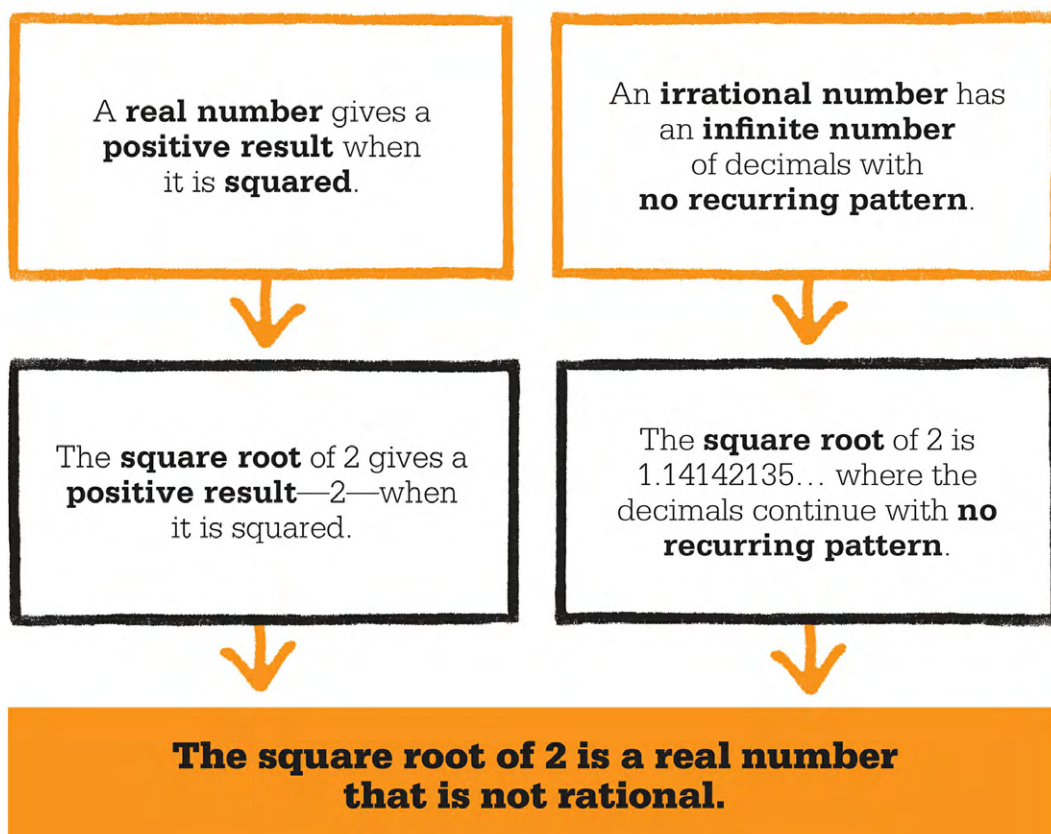 A real number gives a
positive result when
it is squared.
An irrational number has
an infinite number
of decimals with
no recurring pattern.
The square root of 2 gives a
positive result—2—when
it is squared.
The square root of 2 is
1.14142135… where the
decimals continue with no
recurring pattern.
The square root of 2 is a real number
that is not rational.